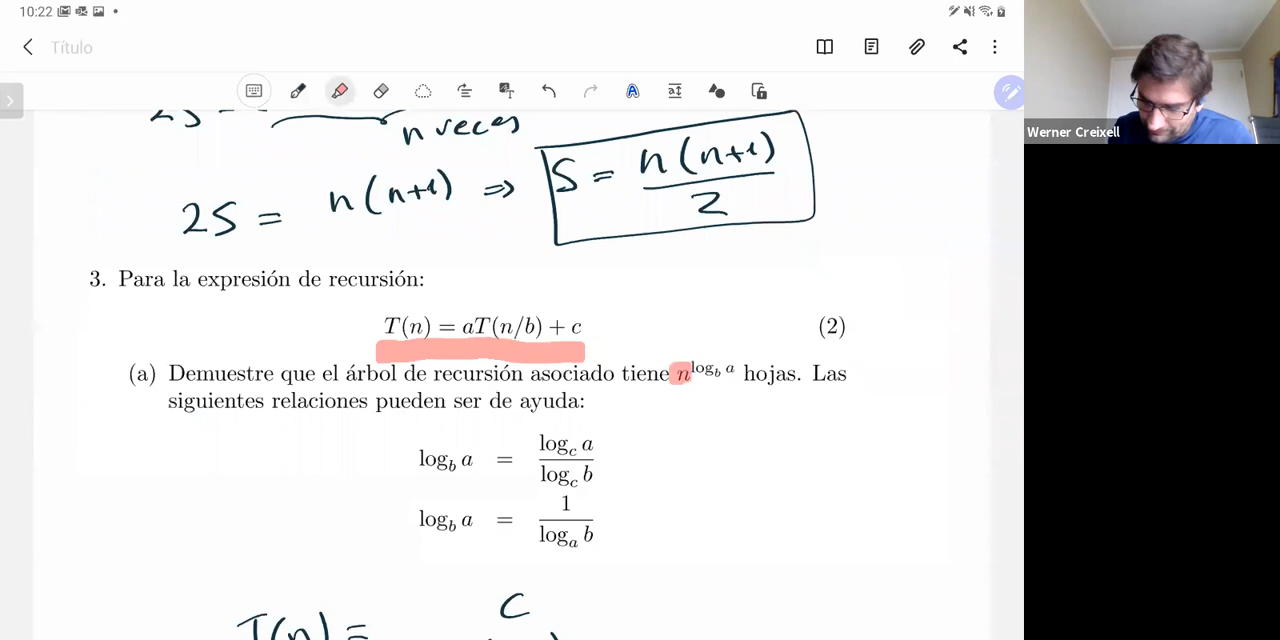 10:22
Título
n veces
2S = n(n+1) ⇒ S = n(n+1)/2
3. Para la expresión de recursión:
T(n) = aT(n/b) + c (2)
(a) Demuestre que el árbol de recursión asociado tiene n^{log_b a} hojas. Las
siguientes relaciones pueden ser de ayuda:
log_b a = log_c a / log_c b
log_b a = 1 / log_a b
T(n) = c
Werner Creixell